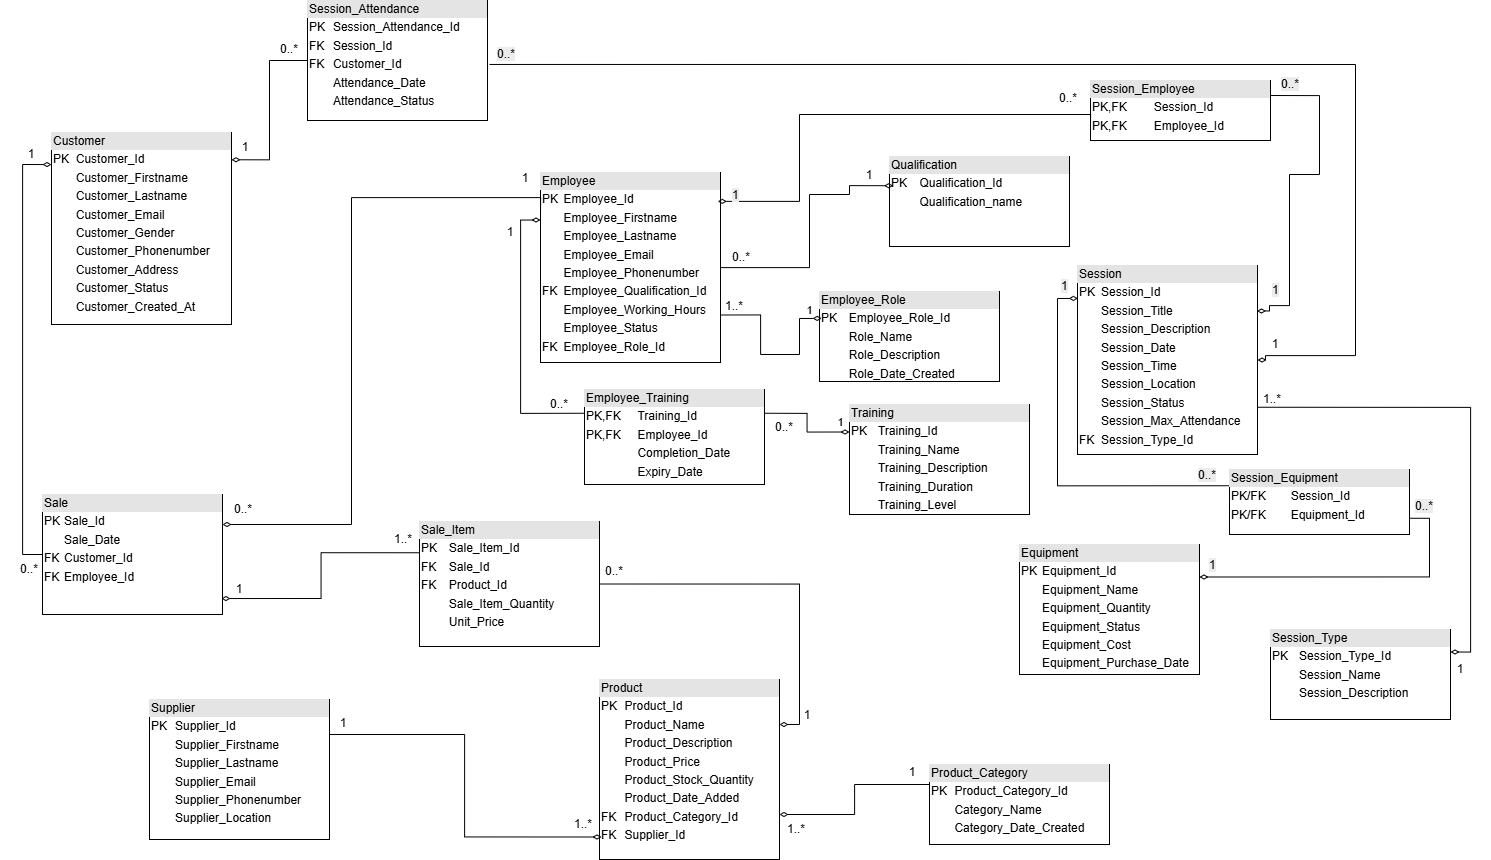 Session_Attendance
PK Session_Attendance_Id
FK Session_Id
FK Customer_Id
Attendance_Date
Attendance_Status
0..*
0..*
Customer
PK Customer_Id
Customer_Firstname
Customer_Lastname
Customer_Email
Customer_Gender
Customer_Phonenumber
Customer_Address
Customer_Status
Customer_Created_At
1
1
Session_Employee
PK,FK Session_Id
PK,FK Employee_Id
0..*
0..*
Qualification
PK Qualification_Id
Qualification_name
1
Employee
PK Employee_Id
Employee_Firstname
Employee_Lastname
Employee_Email
Employee_Phonenumber
FK Employee_Qualification_Id
Employee_Working_Hours
Employee_Status
FK Employee_Role_Id
1
1
1
0..*
1..*
Employee_Role
PK Employee_Role_Id
Role_Name
Role_Description
Role_Date_Created
1
Session
PK Session_Id
Session_Title
Session_Description
Session_Date
Session_Time
Session_Location
Session_Status
Session_Max_Attendance
FK Session_Type_Id
1
1
1
1..*
Employee_Training
PK,FK Training_Id
PK,FK Employee_Id
Completion_Date
Expiry_Date
0..*
0..*
Training
PK Training_Id
Training_Name
Training_Description
Training_Duration
Training_Level
1
Session_Equipment
PK/FK Session_Id
PK/FK Equipment_Id
0..*
0..*
Sale
PK Sale_Id
Sale_Date
FK Customer_Id
FK Employee_Id
0..*
0..*
1
Sale_Item
PK Sale_Item_Id
FK Sale_Id
FK Product_Id
Sale_Item_Quantity
Unit_Price
1..*
0..*
Equipment
PK Equipment_Id
Equipment_Name
Equipment_Quantity
Equipment_Status
Equipment_Cost
Equipment_Purchase_Date
1
Session_Type
PK Session_Type_Id
Session_Name
Session_Description
1
Supplier
PK Supplier_Id
Supplier_Firstname
Supplier_Lastname
Supplier_Email
Supplier_Phonenumber
Supplier_Location
1
Product
PK Product_Id
Product_Name
Product_Description
Product_Price
Product_Stock_Quantity
Product_Date_Added
FK Product_Category_Id
FK Supplier_Id
1
1..*
1..*
Product_Category
PK Product_Category_Id
Category_Name
Category_Date_Created
1